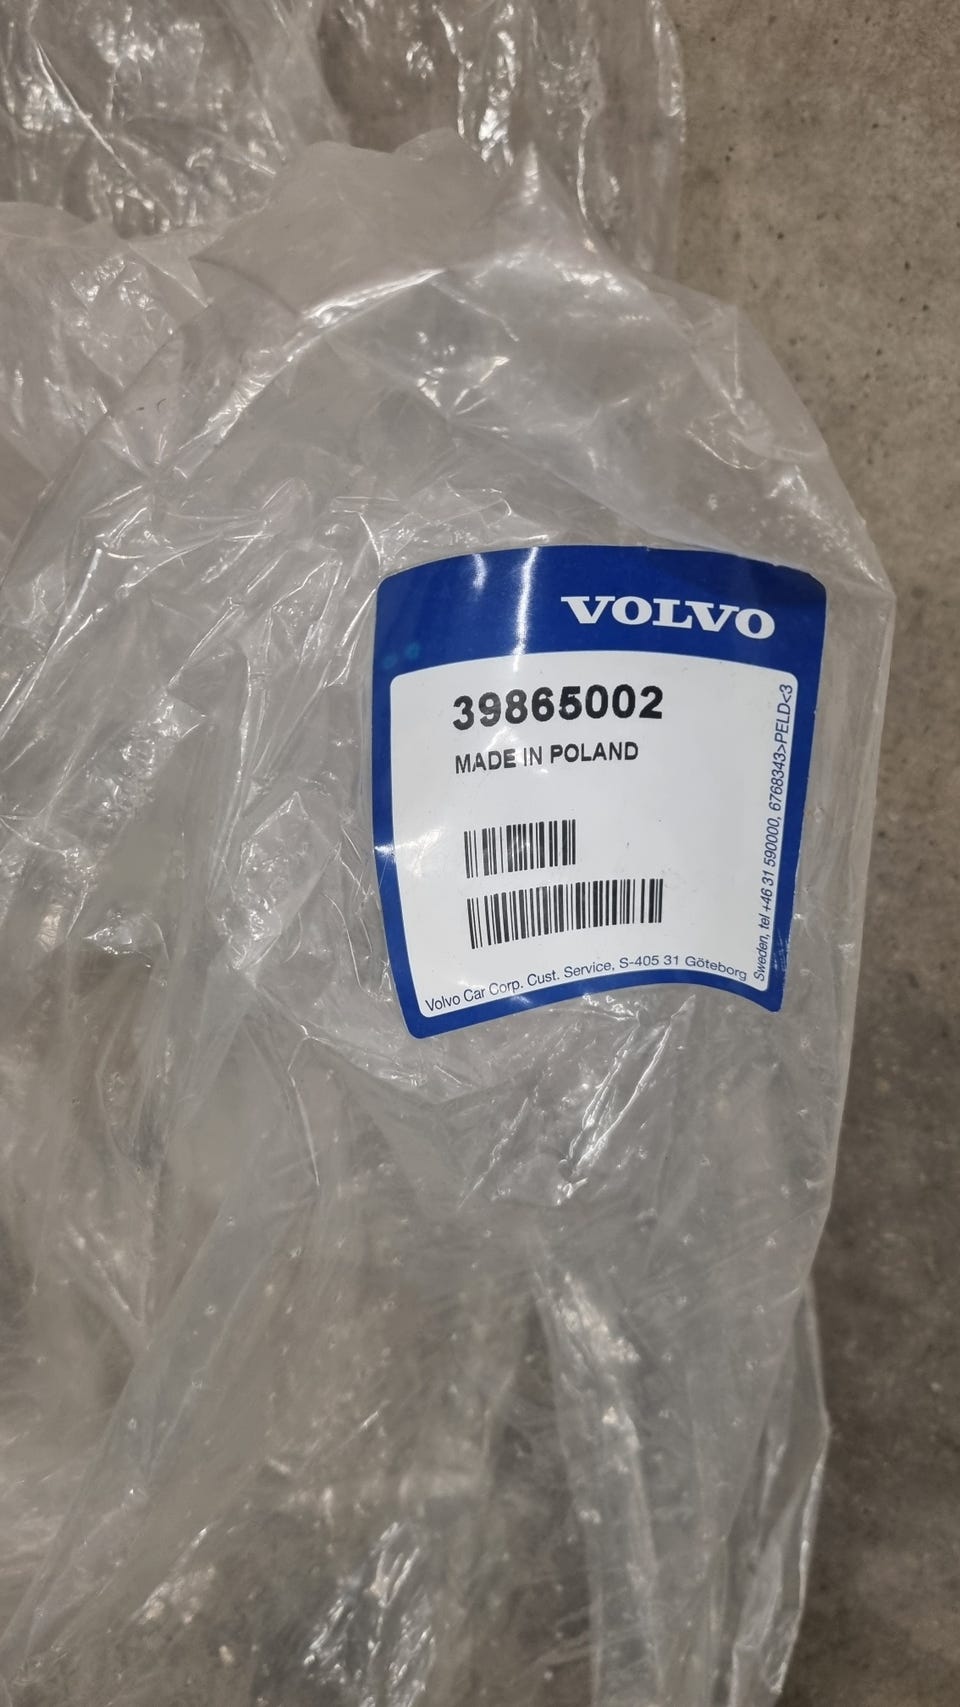 VOLVO
39865002
MADE IN POLAND
Volvo Car Corp. Cust. Service, S-405 31 Göteborg
Sweden, tel +46 31 590000, 6768343>PELD<3